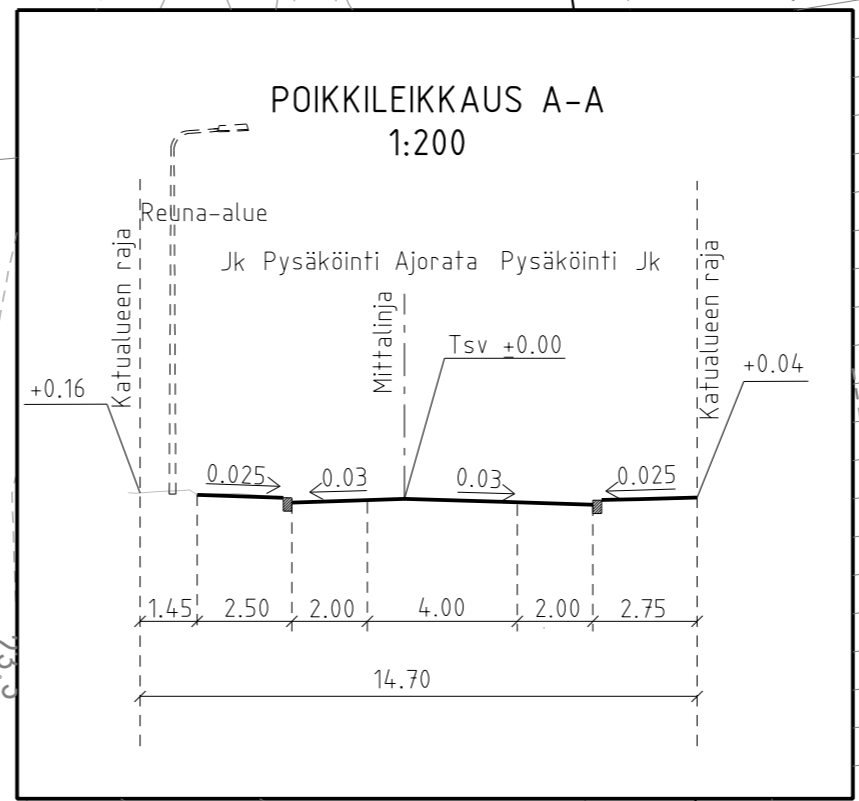 POIKKILEIKKAUS A-A
1:200
Reuna-alue
Katualueen raja
Jk Pysäköinti Ajorata Pysäköinti Jk
Katualueen raja
Mittalinja
Tsv ±0.00
+0.16
+0.04
0.025 0.03 0.03 0.025
1.45 2.50 2.00 4.00 2.00 2.75
14.70